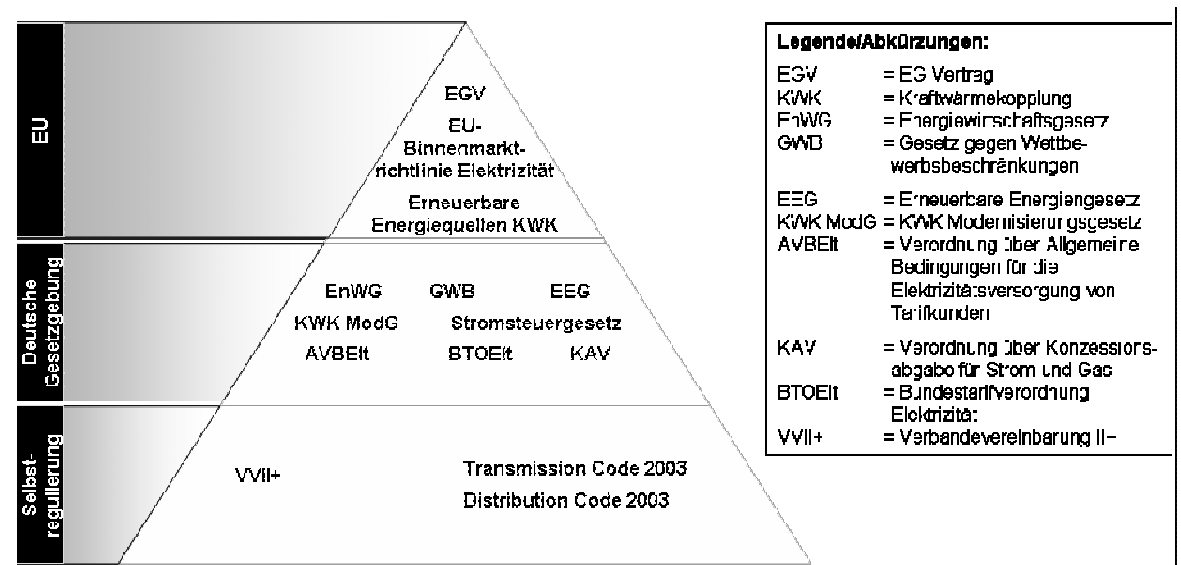 EU
EGV
EU-
Binnenmarkt-
richtlinie Elektrizität
Erneuerbare
Energiequellen KWK
Deutsche
Gesetzgebung
EnWG GWB EEG
KWK ModG Stromsteuergesetz
AVBElt BTOElt KAV
Selbst-
regulierung
VVII+
Transmission Code 2003
Distribution Code 2003
Legende/Abkürzungen:
EGV = EG Vertrag
KWK = Kraftwärmekopplung
EnWG = Energiewirtschaftsgesetz
GWB = Gesetz gegen Wettbe-
werbsbeschränkungen
EEG = Erneuerbare Energiengesetz
KWK ModG = KWK Modernisierungsgesetz
AVBElt = Verordnung über Allgemeine
Bedingungen für die
Elektrizitätsversorgung von
Tarifkunden
KAV = Verordnung über Konzessions-
abgabe für Strom und Gas
BTOElt = Bundestarifverordnung
Elektrizität
VVII+ = Verbändevereinbarung II+